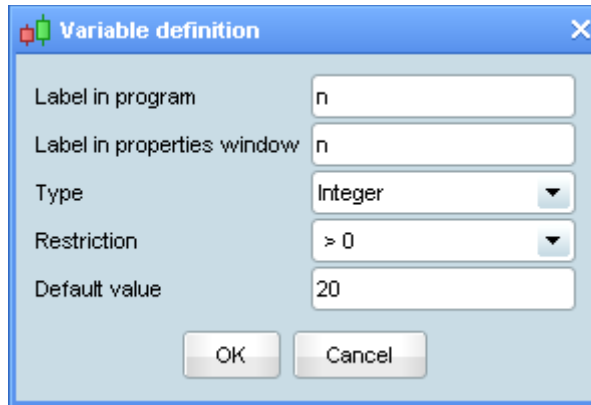 Variable definition
Label in program n
Label in properties window n
Type Integer
Restriction > 0
Default value 20
OK Cancel